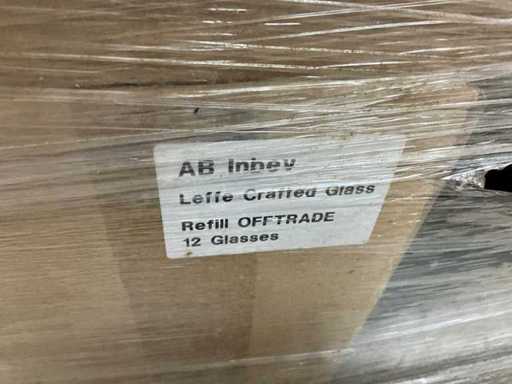 AB Inbev
Leffe Crafted Glass
Refill OFFTRADE
12 Glasses